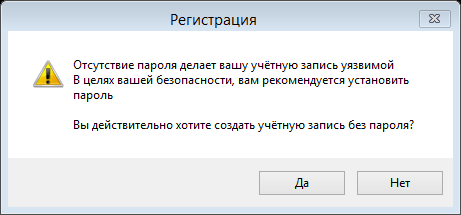 Регистрация
Отсутствие пароля делает вашу учётную запись уязвимой
В целях вашей безопасности, вам рекомендуется установить
пароль
Вы действительно хотите создать учётную запись без пароля?
Да
Нет